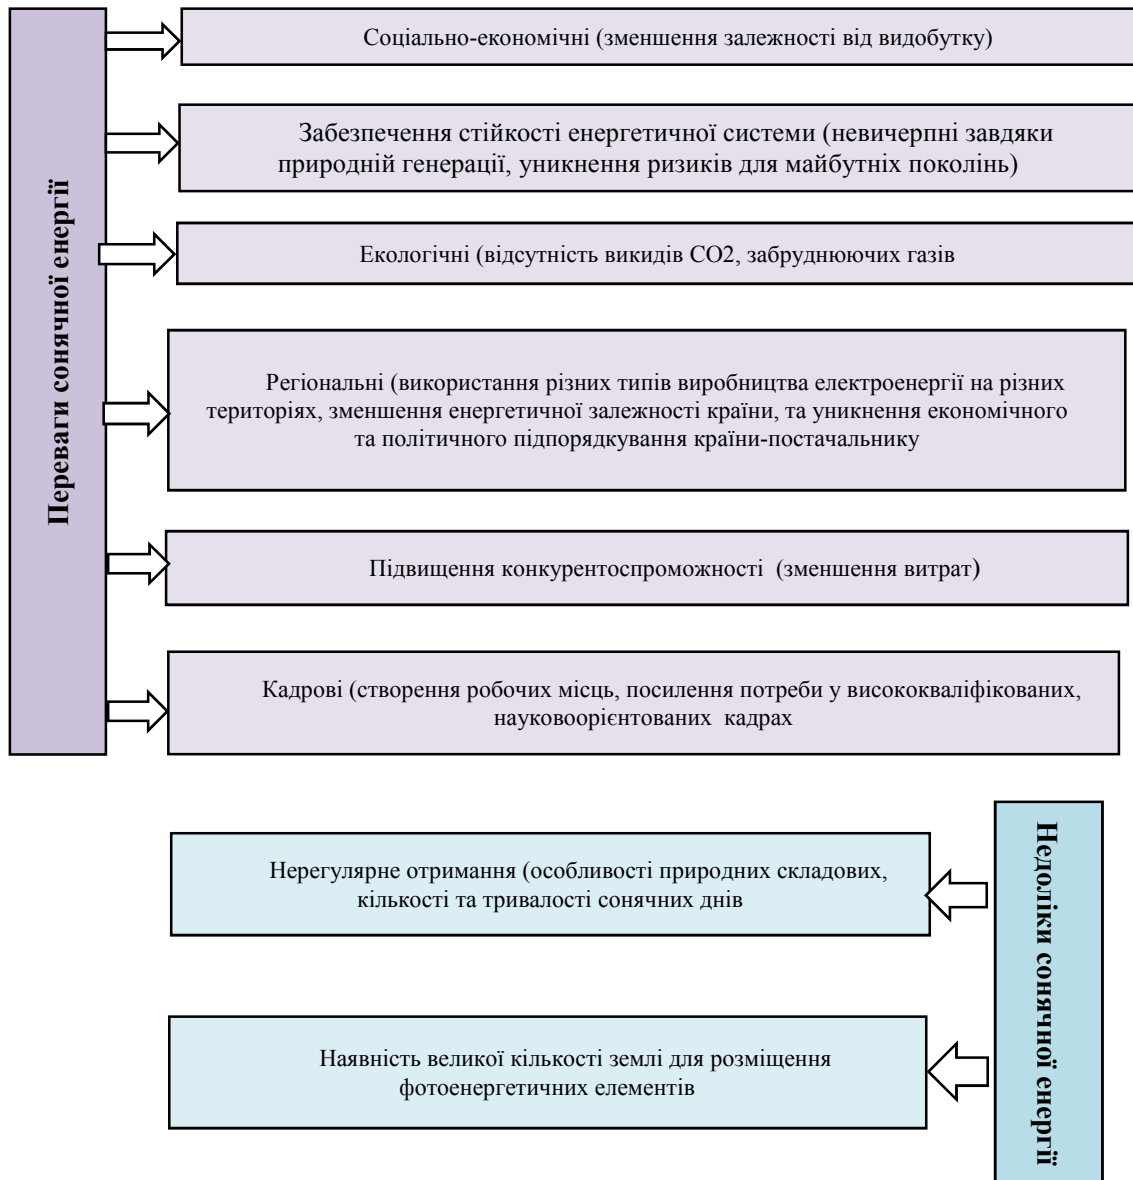 Переваги сонячної енергії
Соціально-економічні (зменшення залежності від видобутку)
Забезпечення стійкості енергетичної системи (невичерпні завдяки
природній генерації, уникнення ризиків для майбутніх поколінь)
Екологічні (відсутність викидів СО2, забруднюючих газів
Регіональні (використання різних типів виробництва електроенергії на різних
територіях, зменшення енергетичної залежності країни, та уникнення економічного
та політичного підпорядкування країни-постачальнику
Підвищення конкурентоспроможності (зменшення витрат)
Кадрові (створення робочих місць, посилення потреби у висококваліфікованих,
науковоорієнтованих кадрах
Недоліки сонячної енергії
Нерегулярне отримання (особливості природних складових,
кількості та тривалості сонячних днів
Наявність великої кількості землі для розміщення
фотоенергетичних елементів